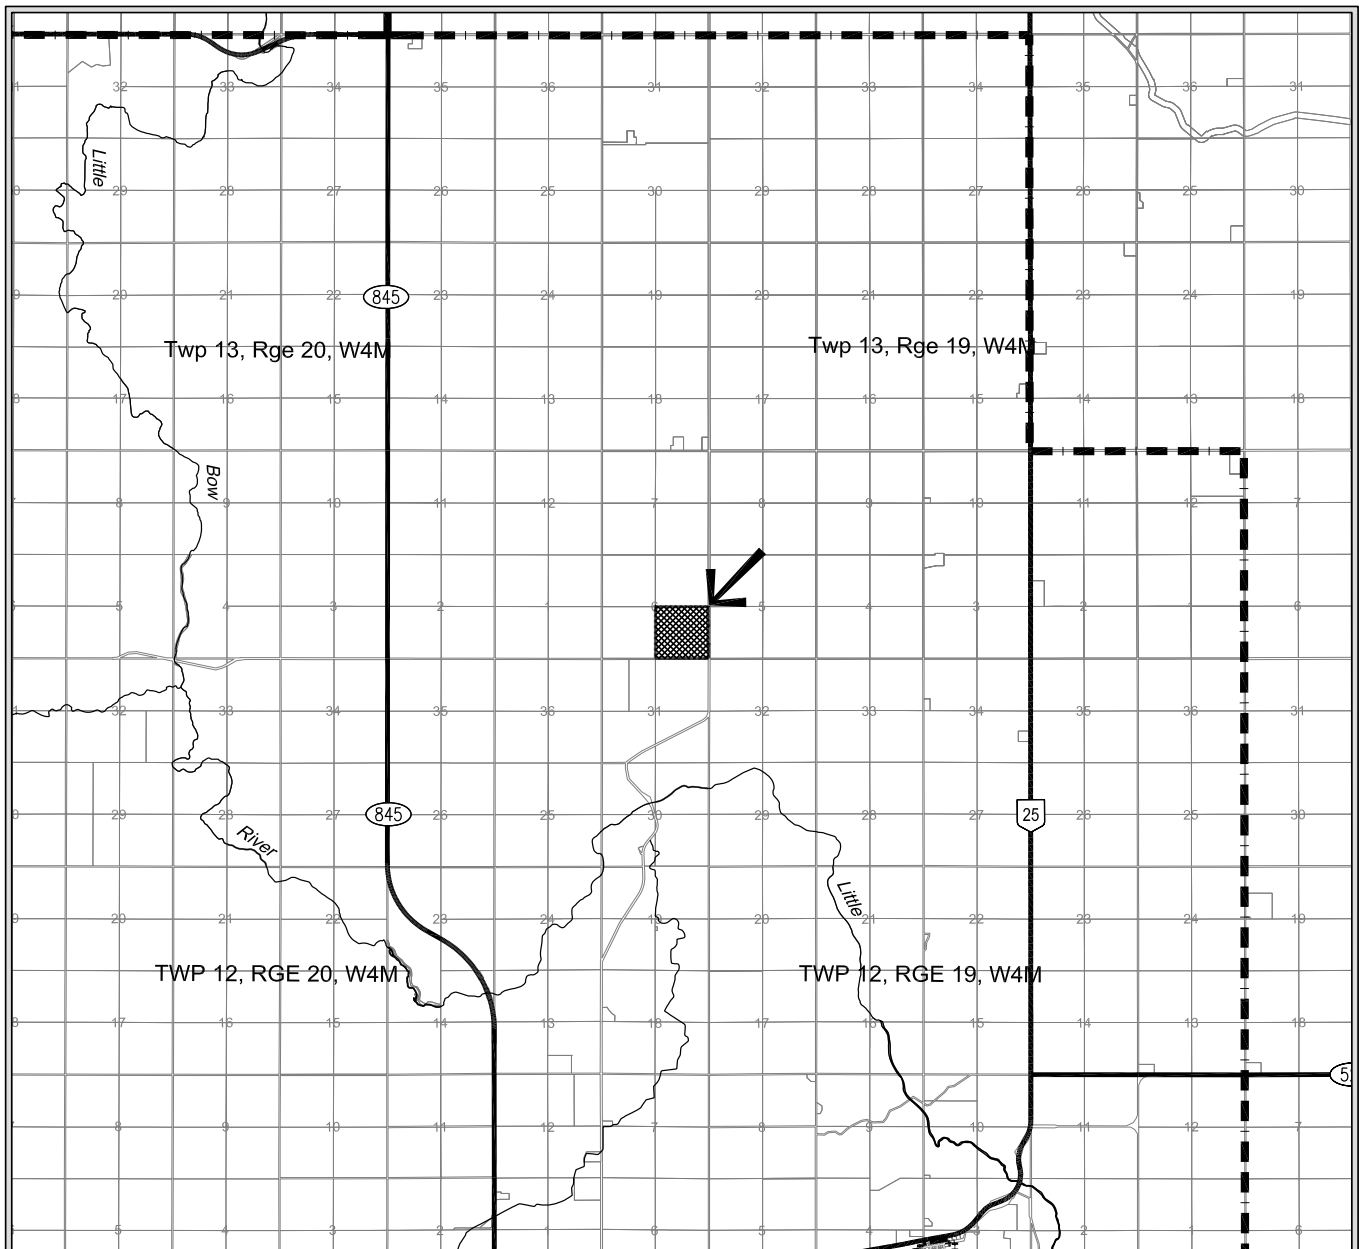 32 33 34 35 36 31 32 33 34 35 36 31
Little
29 28 27 26 25 30 29 28 27 26 25 30
20 21 22 23 24 19 20 21 22 23 24 19
845
Twp 13, Rge 20, W4M
Twp 13, Rge 19, W4M
17 16 15 14 13 18 17 16 15 14 13 18
Bow
8 9 10 11 12 7 8 9 10 11 12 7
5 4 3 2 1 5 4 3 2 1 6
32 33 34 35 36 31 32 33 34 35 36 31
845
25
28 27 26 25 30 29 28 27 26 25 30
River
Little
20 21 22 23 24 19 20 21 22 23 24 19
TWP 12, RGE 20, W4M
TWP 12, RGE 19, W4M
17 16 15 14 13 18 17 16 15 14 13 18
8 9 10 11 12 7 8 9 10 11 12 7
5 4 3 2 1 6 5 4 3 2 1 6